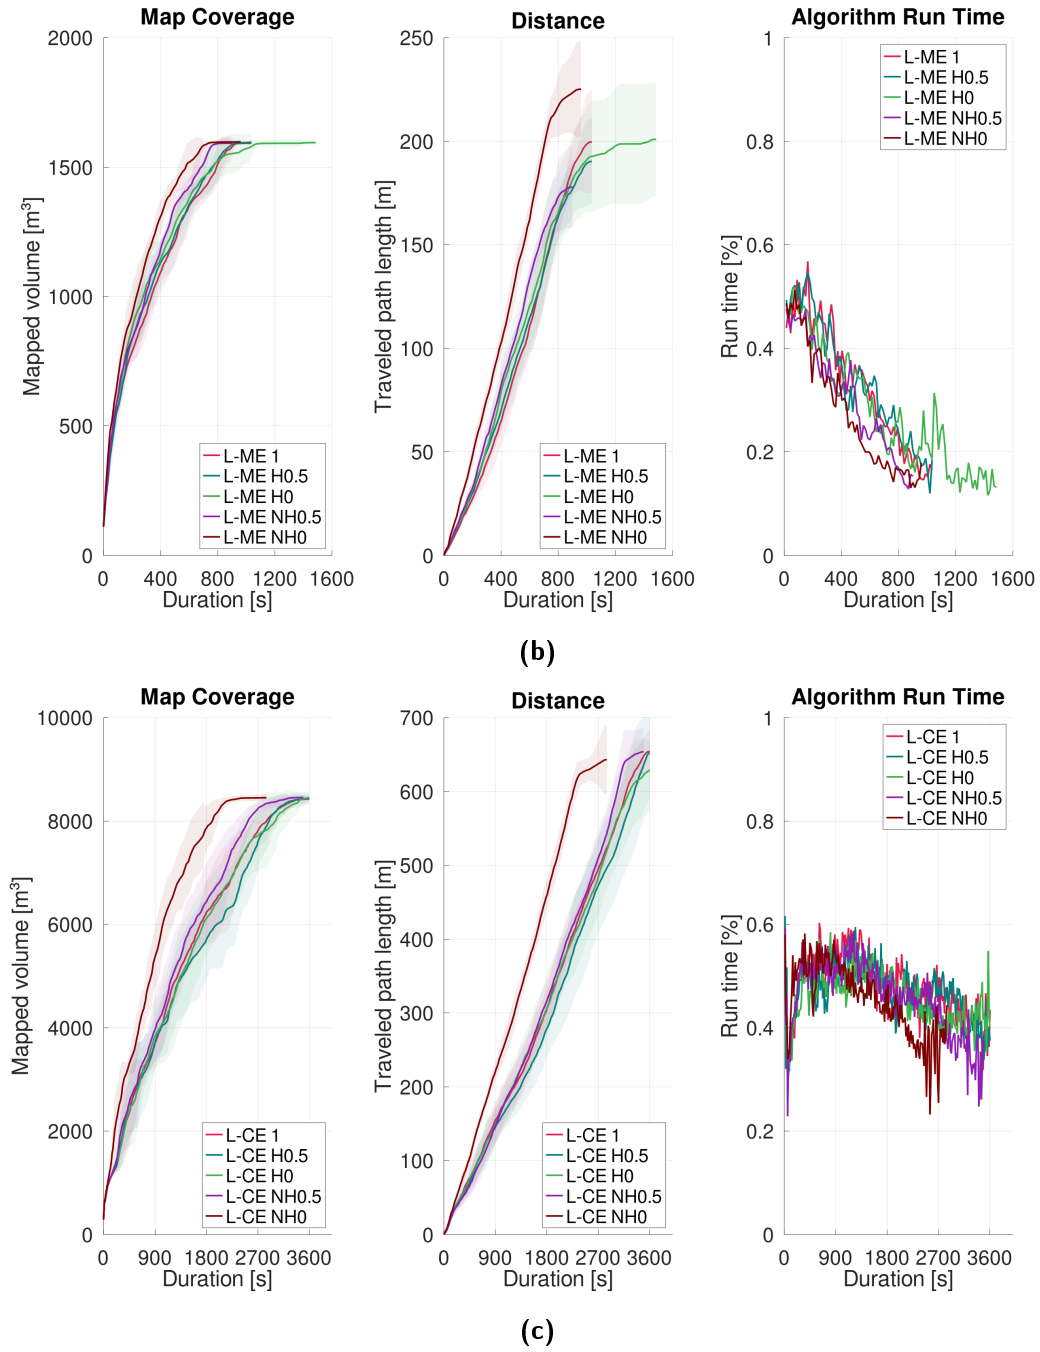 Map Coverage
Distance
Algorithm Run Time
2000
1500
1000
500
0
Mapped volume [m³]
0 400 800 1200 1600
Duration [s]
L-ME 1
L-ME H0.5
L-ME H0
L-ME NH0.5
L-ME NH0
250
200
150
100
50
0
Traveled path length [m]
0 400 800 1200 1600
Duration [s]
L-ME 1
L-ME H0.5
L-ME H0
L-ME NH0.5
L-ME NH0
1
0.8
0.6
0.4
0.2
0
Run time [%]
0 400 800 1200 1600
Duration [s]
L-ME 1
L-ME H0.5
L-ME H0
L-ME NH0.5
L-ME NH0
(b)
Map Coverage
Distance
Algorithm Run Time
10000
8000
6000
4000
2000
0
Mapped volume [m³]
0 900 1800 2700 3600
Duration [s]
L-CE 1
L-CE H0.5
L-CE H0
L-CE NH0.5
L-CE NH0
700
600
500
400
300
200
100
0
Traveled path length [m]
0 900 1800 2700 3600
Duration [s]
L-CE 1
L-CE H0.5
L-CE H0
L-CE NH0.5
L-CE NH0
1
0.8
0.6
0.4
0.2
0
Run time [%]
0 900 1800 2700 3600
Duration [s]
L-CE 1
L-CE H0.5
L-CE H0
L-CE NH0.5
L-CE NH0
(c)